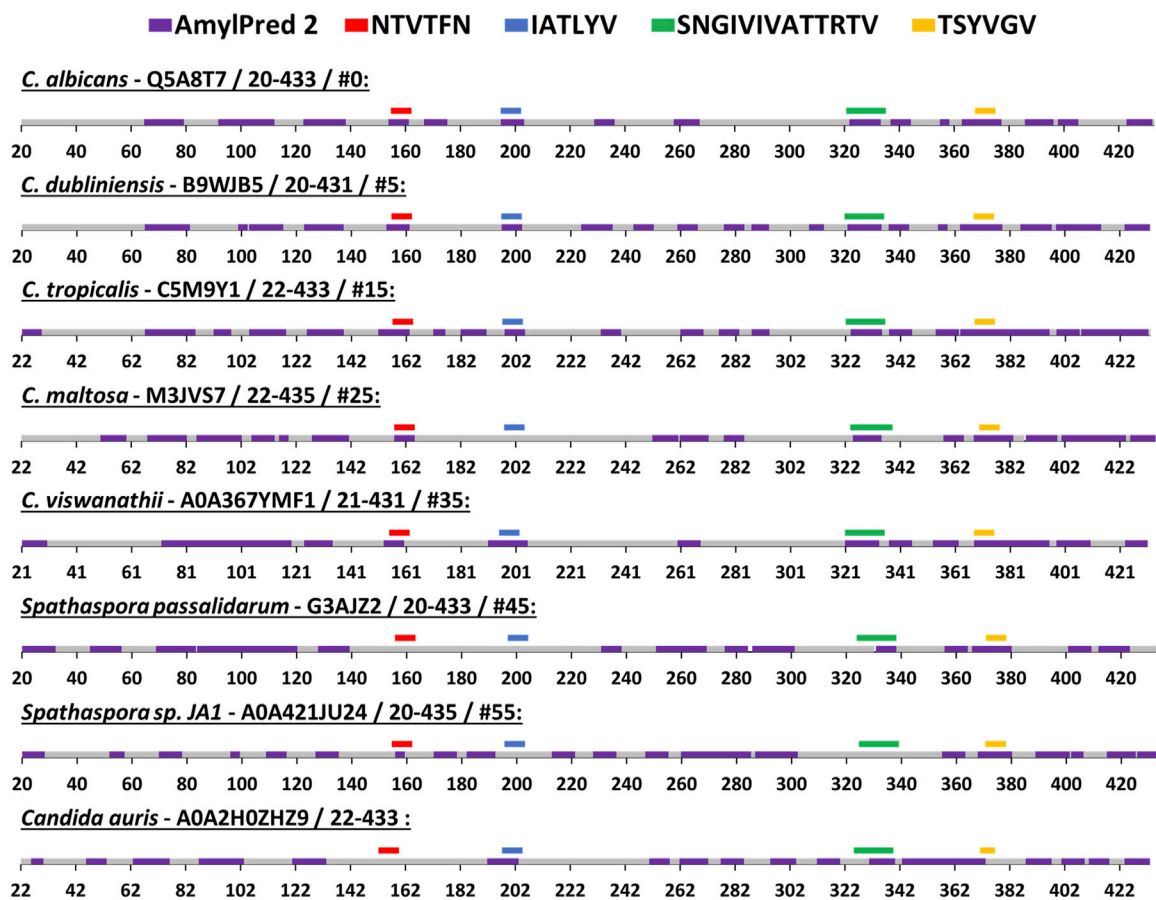 AmylPred 2 NTVTFN IATLYV SNGIVIVATTRTV TSYVGV
C. albicans - Q5A8T7 / 20-433 / #0:
20 40 60 80 100 120 140 160 180 200 220 240 260 280 300 320 340 360 380 400 420
C. dubliniensis - B9WJB5 / 20-431 / #5:
20 40 60 80 100 120 140 160 180 200 220 240 260 280 300 320 340 360 380 400 420
C. tropicalis - C5M9Y1 / 22-433 / #15:
22 42 62 82 102 122 142 162 182 202 222 242 262 282 302 322 342 362 382 402 422
C. maltosa - M3JVS7 / 22-435 / #25:
22 42 62 82 102 122 142 162 182 202 222 242 262 282 302 322 342 362 382 402 422
C. viswanathii - A0A367YMF1 / 21-431 / #35:
21 41 61 81 101 121 141 161 181 201 221 241 261 281 301 321 341 361 381 401 421
Spathaspora passalidarum - G3AJZ2 / 20-433 / #45:
20 40 60 80 100 120 140 160 180 200 220 240 260 280 300 320 340 360 380 400 420
Spathaspora sp. JA1 - A0A421JU24 / 20-435 / #55:
20 40 60 80 100 120 140 160 180 200 220 240 260 280 300 320 340 360 380 400 420
Candida auris - A0A2H0ZHZ9 / 22-433 :
22 42 62 82 102 122 142 162 182 202 222 242 262 282 302 322 342 362 382 402 422